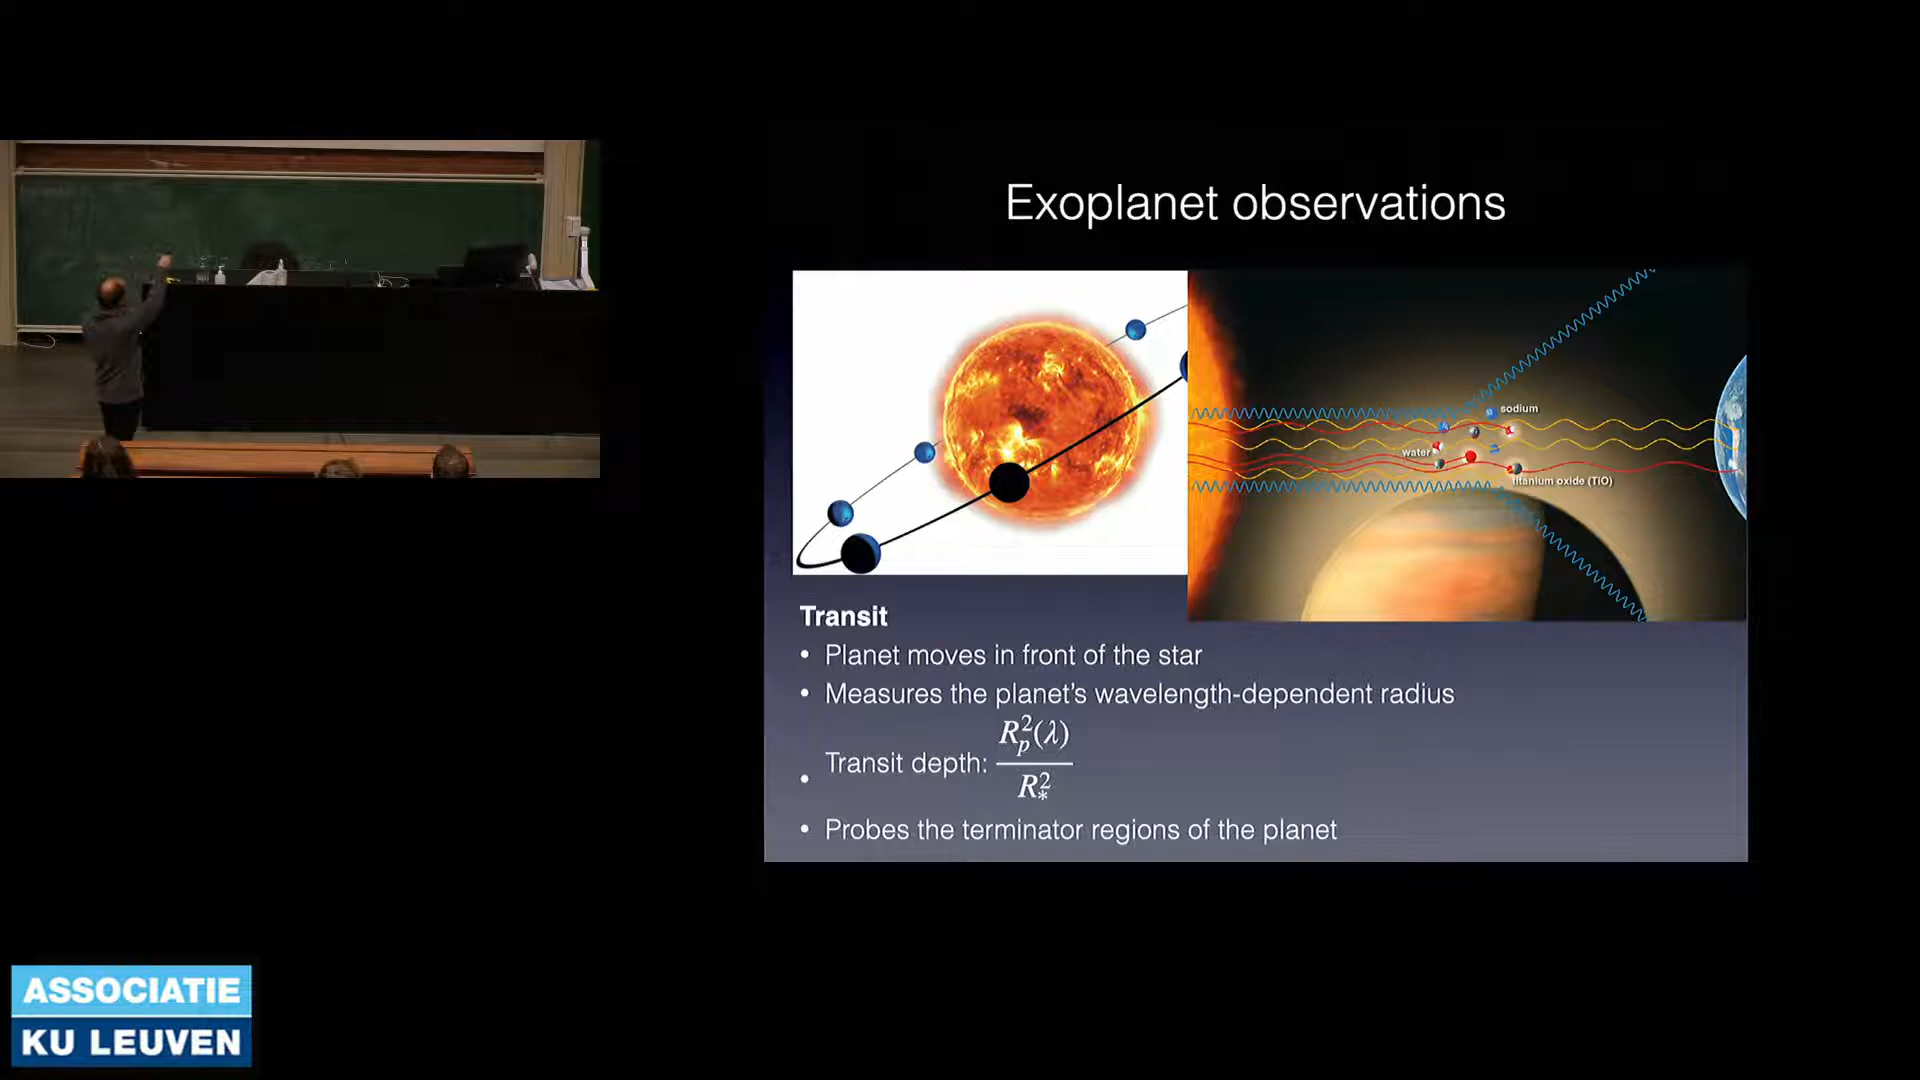 Exoplanet observations
sodium
water
titanium oxide (TiO)
Transit
• Planet moves in front of the star
• Measures the planet's wavelength-dependent radius
• Transit depth: R_p^2(λ) / R_*^2
• Probes the terminator regions of the planet
ASSOCIATIE
KU LEUVEN